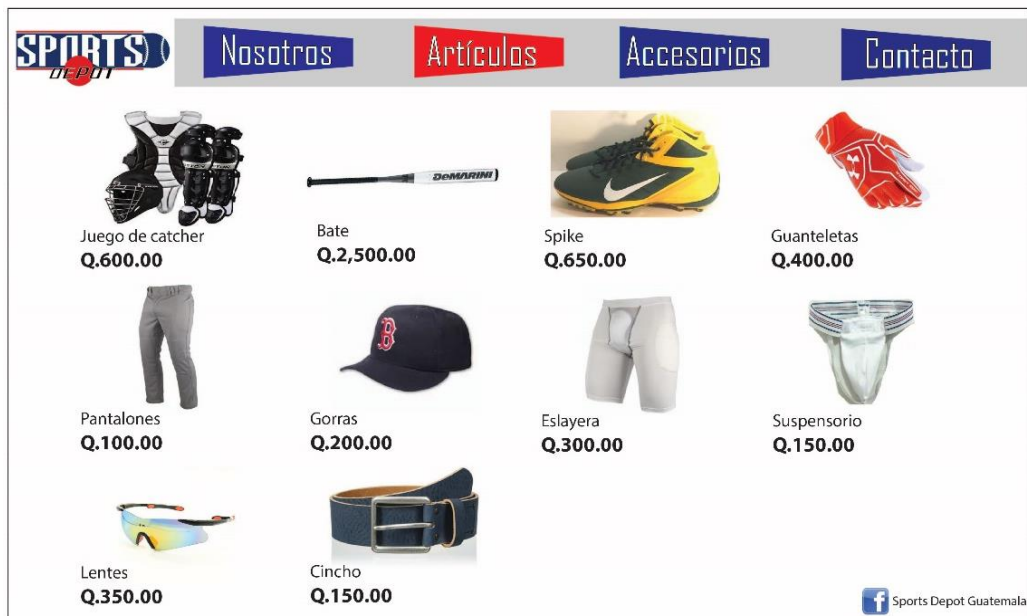 SPORTS
DEPOT
Nosotros
Artículos
Accesorios
Contacto
DeMARINI
Juego de catcher
Q.600.00
Bate
Q.2,500.00
Spike
Q.650.00
Guanteletas
Q.400.00
B
Pantalones
Q.100.00
Gorras
Q.200.00
Eslayera
Q.300.00
Suspensorio
Q.150.00
Lentes
Q.350.00
Cincho
Q.150.00
f
Sports Depot Guatemala